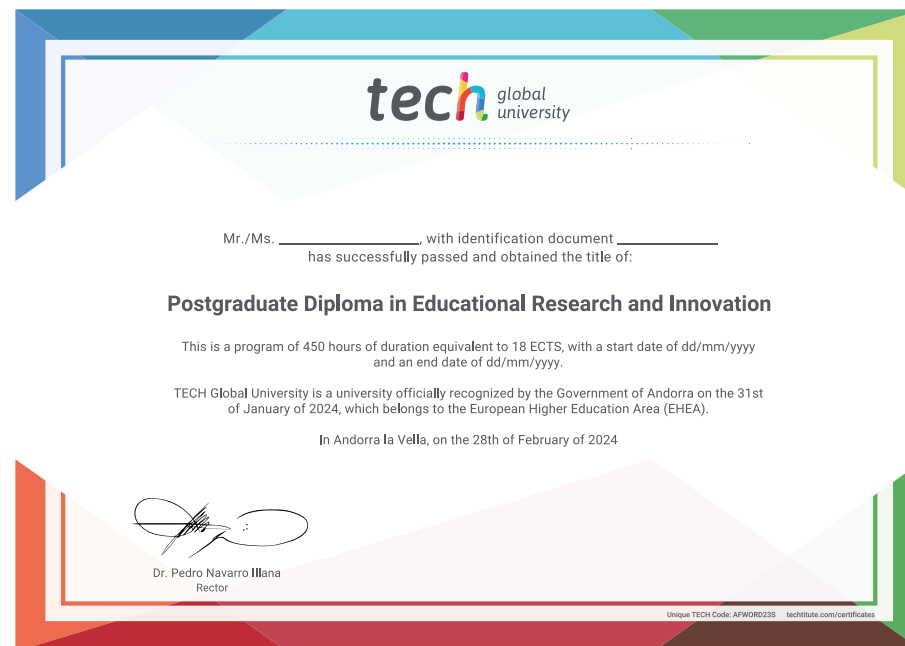 tech global university
Mr./Ms. ____________, with identification document ____________
has successfully passed and obtained the title of:
Postgraduate Diploma in Educational Research and Innovation
This is a program of 450 hours of duration equivalent to 18 ECTS, with a start date of dd/mm/yyyy
and an end date of dd/mm/yyyy.
TECH Global University is a university officially recognized by the Government of Andorra on the 31st
of January of 2024, which belongs to the European Higher Education Area (EHEA).
In Andorra la Vella, on the 28th of February of 2024
Dr. Pedro Navarro Illana
Rector
Unique TECH Code: AFWORD23S techtitute.com/certificates